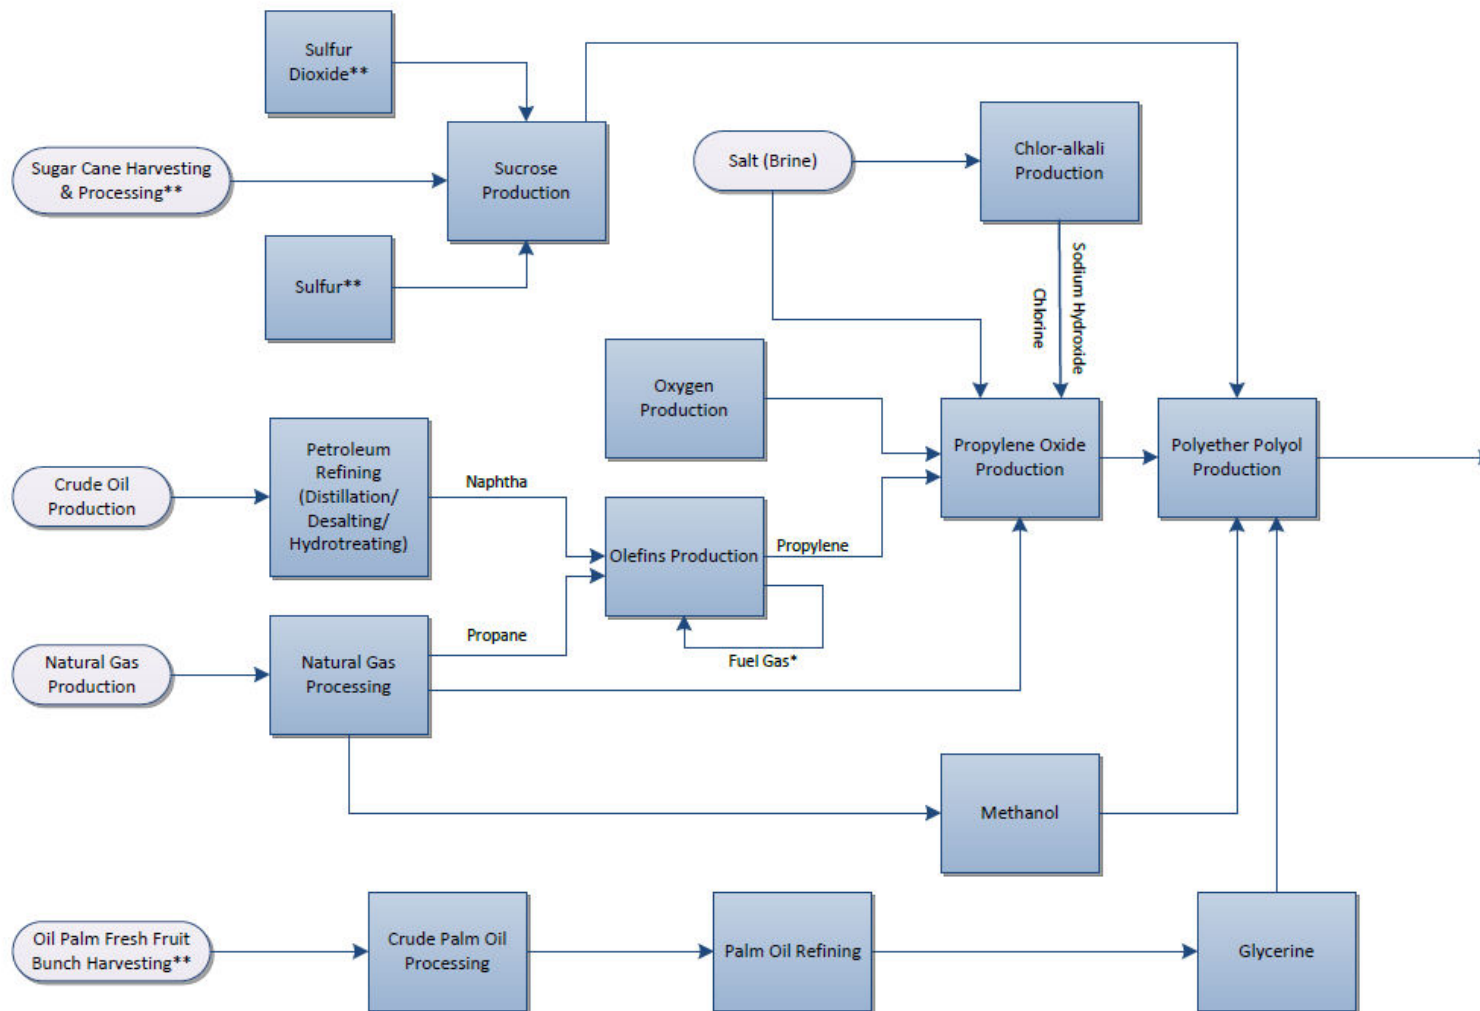 Sulfur
Dioxide**
Sugar Cane Harvesting
& Processing**
Sucrose
Production
Salt (Brine)
Chlor-alkali
Production
Sulfur**
Sodium Hydroxide
Chlorine
Oxygen
Production
Petroleum
Refining
(Distillation/
Desalting/
Hydrotreating)
Crude Oil
Production
Naphtha
Propylene Oxide
Production
Polyether Polyol
Production
Olefins Production
Propylene
Propane
Fuel Gas*
Natural Gas
Production
Natural Gas
Processing
Methanol
Oil Palm Fresh Fruit
Bunch Harvesting**
Crude Palm Oil
Processing
Palm Oil Refining
Glycerine